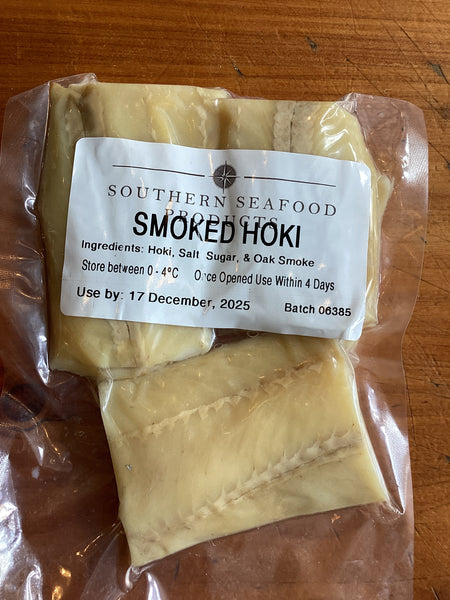 SOUTHERN SEAFOOD
PRODUCTS
SMOKED HOKI
Ingredients: Hoki, Salt Sugar, & Oak Smoke
Store between 0 - 4°C Once Opened Use Within 4 Days
Use by: 17 December, 2025 Batch 06385